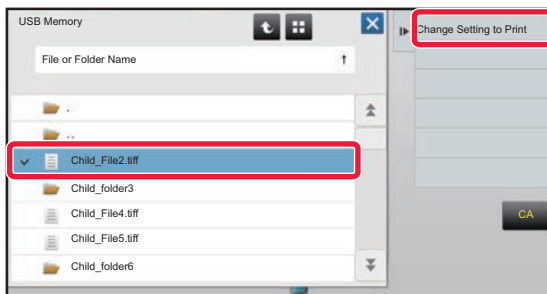 USB Memory
Change Setting to Print
File or Folder Name
.
..
Child_File2.tiff
Child_folder3
Child_File4.tiff
Child_File5.tiff
Child_folder6
CA